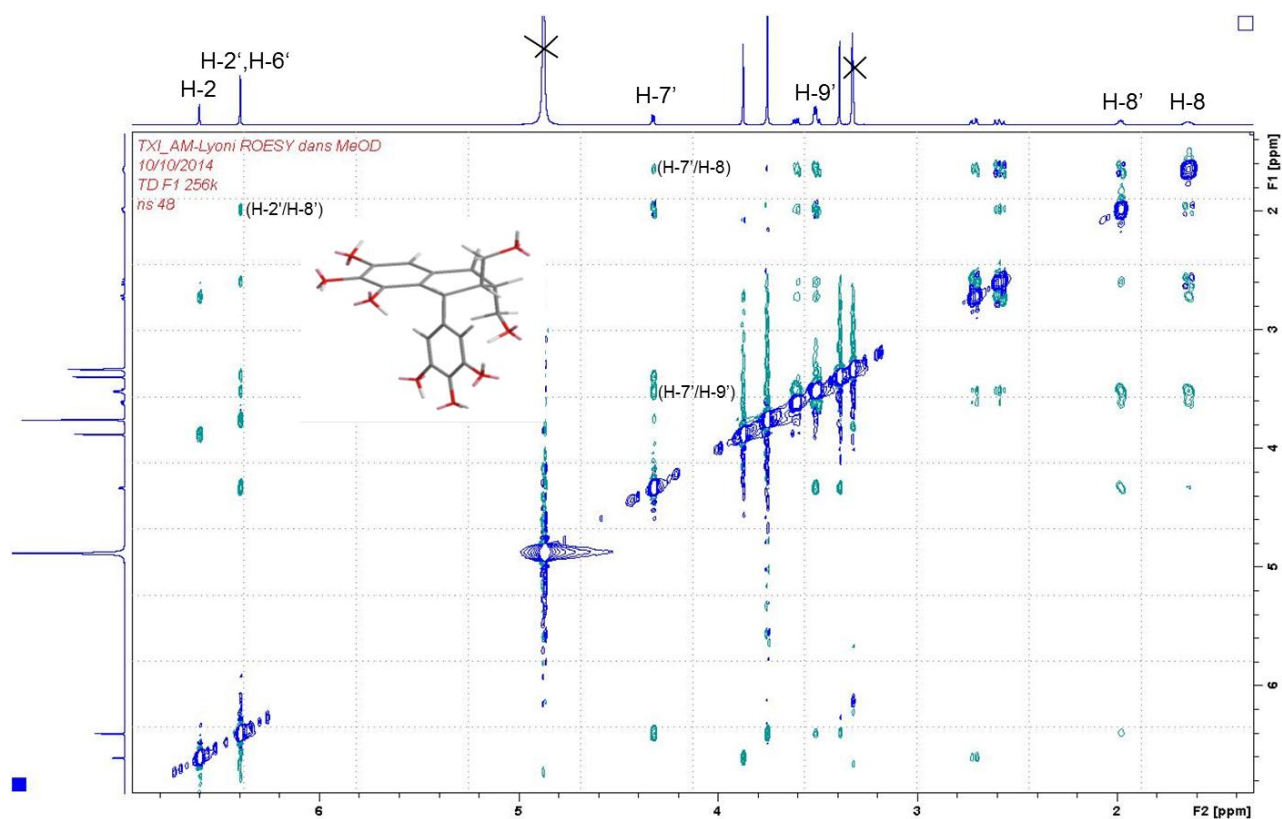 H-2 H-2‘,H-6‘ H-7’ H-9’ H-8’ H-8
TXI_AM-Lyoni ROESY dans MeOD
10/10/2014
TD F1 256k
ns 48
(H-7'/H-8)
(H-2'/H-8')
(H-7'/H-9')
F1 [ppm]
2
3
4
5
6
6 5 4 3 2 F2 [ppm]